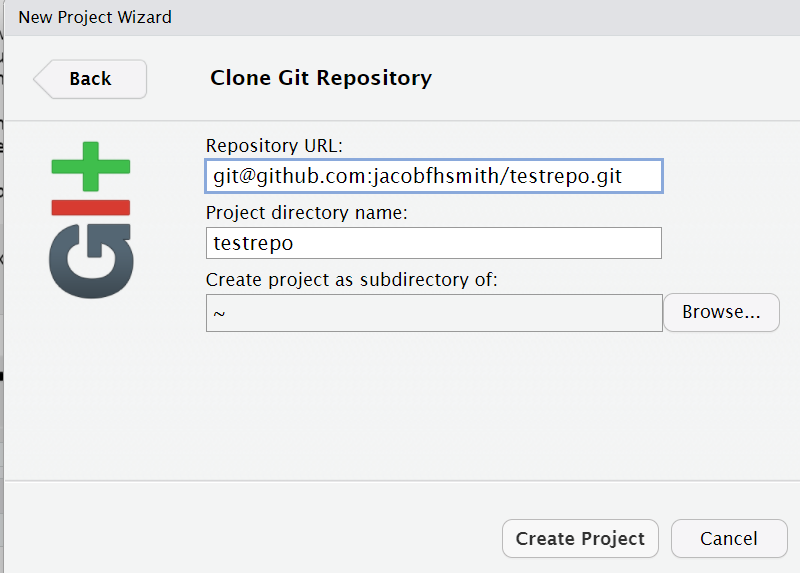 New Project Wizard
Back
Clone Git Repository
Repository URL:
git@github.com:jacobfhsmith/testrepo.git
Project directory name:
testrepo
Create project as subdirectory of:
~
Browse...
GIt
Create Project
Cancel